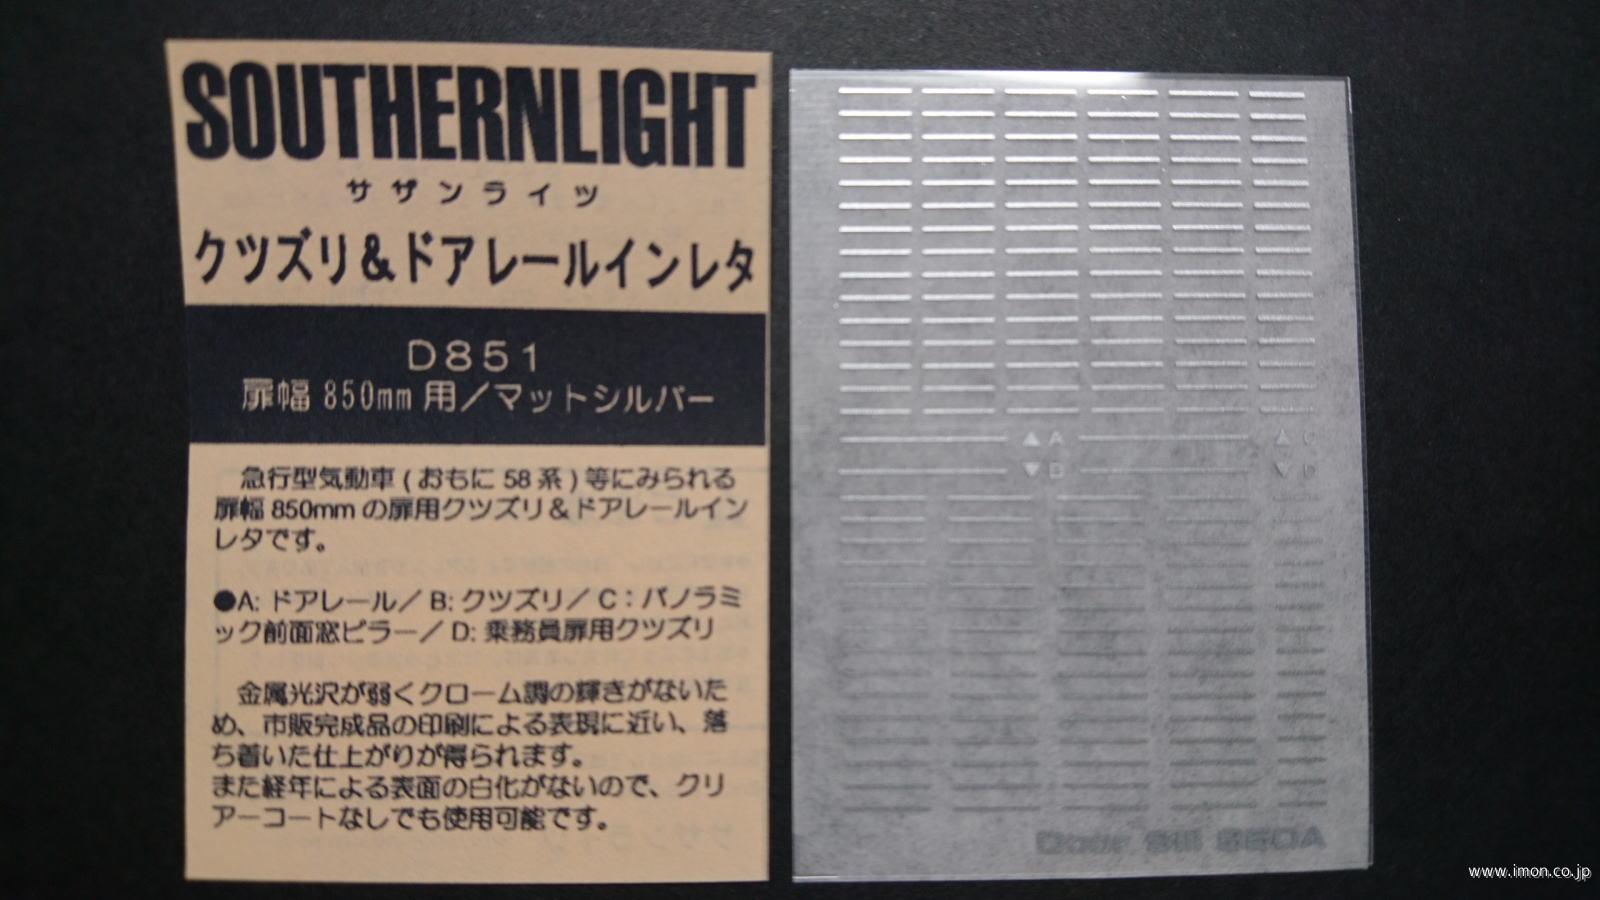 SOUTHERNLIGHT
サザンライツ
クツズリ&ドアレールインレタ
D851
扉幅 850mm 用/マットシルバー
急行型気動車(おもに 58 系)等にみられる
扉幅 850mm の扉用クツズリ&ドアレールイン
レタです。
●A: ドアレール/ B: クツズリ/ C:パノラミ
ック前面窓ピラー/ D: 乗務員扉用クツズリ
金属光沢が弱くクローム調の輝きがないた
め、市販完成品の印刷による表現に近い、落
ち着いた仕上がりが得られます。
また経年による表面の白化がないので、クリ
アーコートなしでも使用可能です。
▲ A
▲ C
▼ B
▼ D
www.imon.co.jp